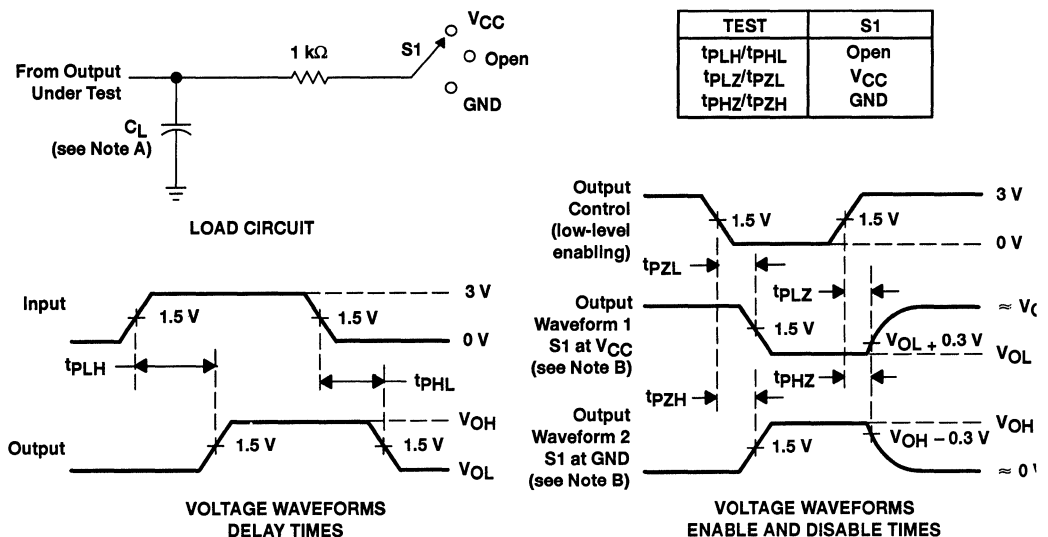 VCC
1 kΩ
S1
Open
From Output
Under Test
GND
CL
(see Note A)
LOAD CIRCUIT
TEST S1
tPLH/tPHL Open
tPLZ/tPZL VCC
tPHZ/tPZH GND
Input
3 V
1.5 V
1.5 V
0 V
tPLH
tPHL
Output
VOH
1.5 V
1.5 V
VOL
VOLTAGE WAVEFORMS
DELAY TIMES
Output
Control
(low-level
enabling)
3 V
1.5 V
1.5 V
0 V
tPZL
tPLZ
Output
Waveform 1
S1 at VCC
(see Note B)
≈ VC
1.5 V
VOL + 0.3 V
VOL
tPZH
tPHZ
Output
Waveform 2
S1 at GND
(see Note B)
VOH
1.5 V
VOH – 0.3 V
≈ 0 V
VOLTAGE WAVEFORMS
ENABLE AND DISABLE TIMES